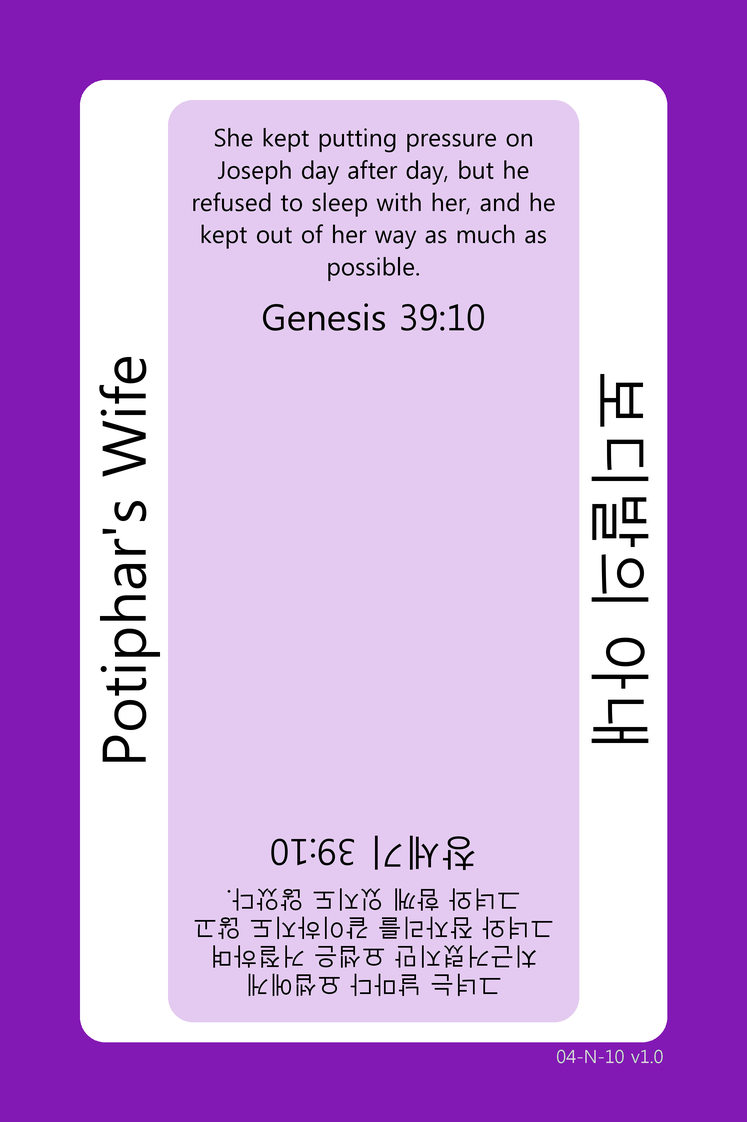 She kept putting pressure on
Joseph day after day, but he
refused to sleep with her, and he
kept out of her way as much as
possible.
Genesis 39:10
Potiphar's Wife
보디발의 아내
그녀는 날마다 요셉에게
치근거렸지만 요셉은 거절하며
그녀와 잠자리를 같이하지도 않고
그녀와 함께 있지도 않았다.
창세기 39:10
04-N-10 v1.0